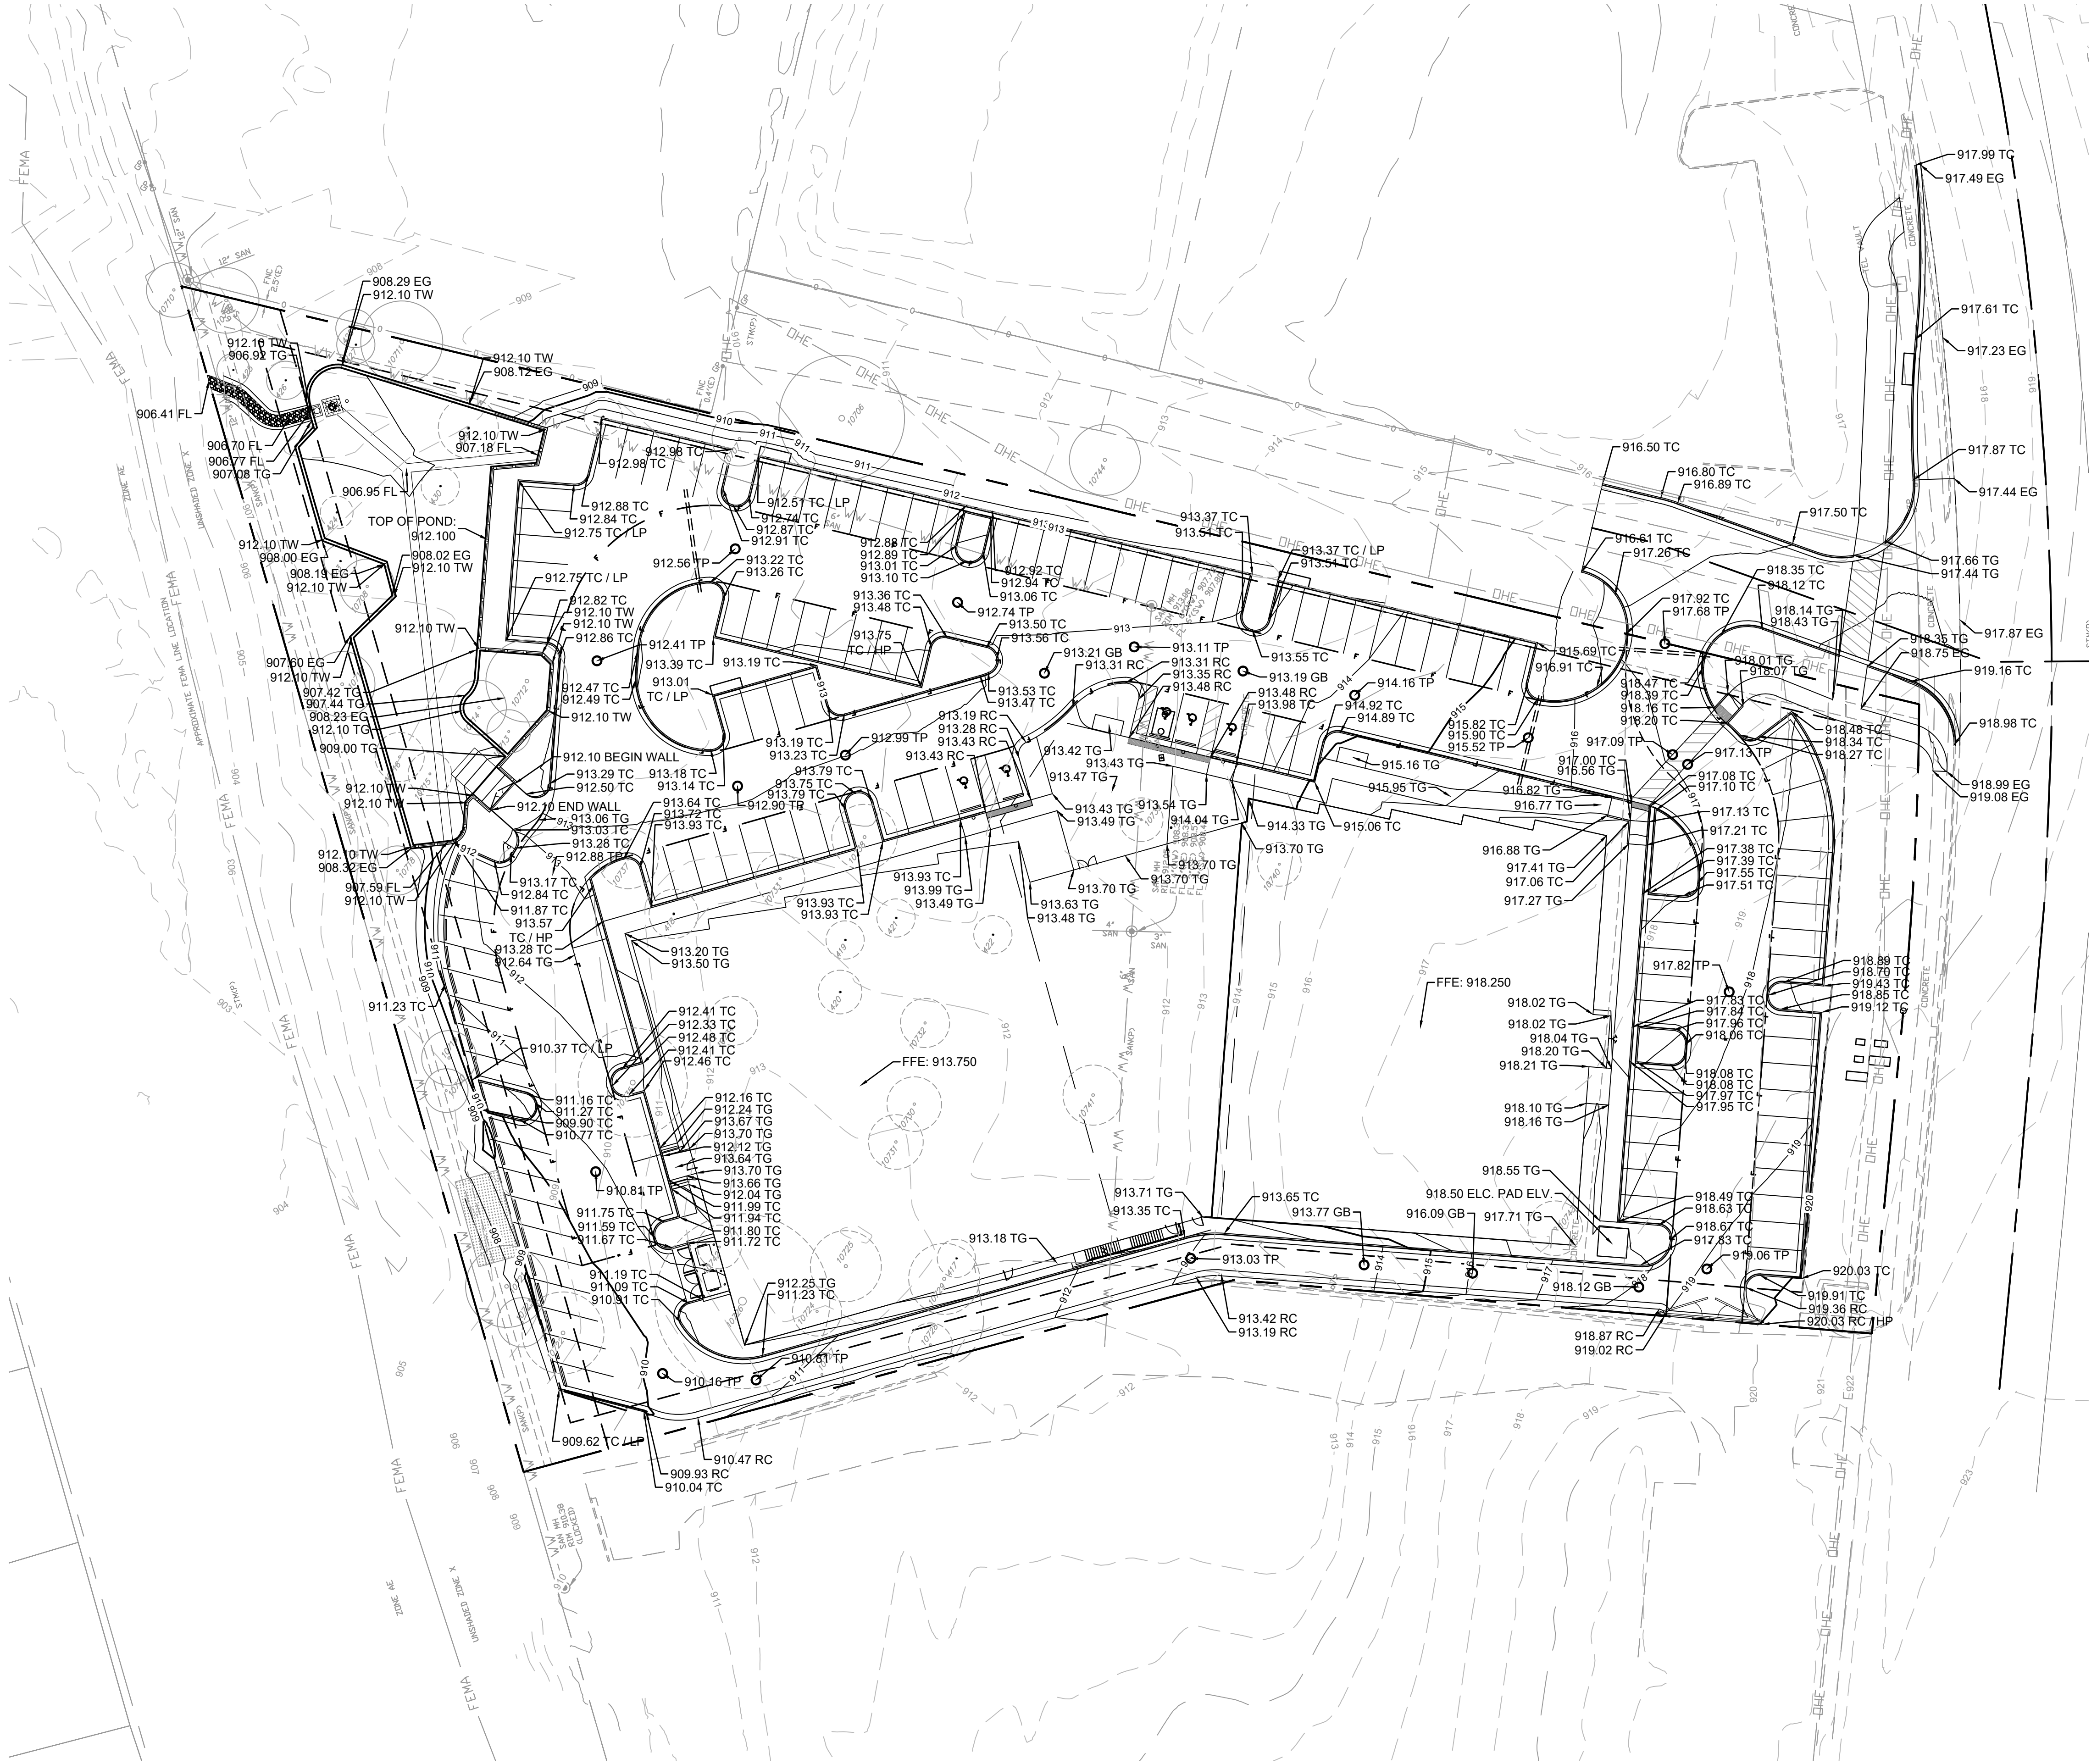 917.99 TC
917.49 EG
CONCRETE
TEL VAULT
FEMA
12" SAN
12" SAN
FNC
2.5'(E)
908
909
908.29 EG
912.10 TW
912.10 TW
906.92 TG
912.10 TW
908.12 EG
906.41 FL
906.70 FL
906.77 FL
907.08 TG
912.10 TW
907.18 FL
906.95 FL
TOP OF POND:
912.100
912.10 TW
908.00 EG
908.19 EG
912.10 TW
908.02 EG
912.10 TW
912.10 TW
907.60 EG
912.10 TW
907.42 TG
907.44 TG
908.23 EG
912.10 TG
909.00 TG
912.10 TW
912.10 TW
912.10 TW
908.32 EG
907.59 FL
912.10 TW
912.98 TC
912.98 TC
912.88 TC
912.84 TC
912.75 TC / LP
912.51 TC / LP
912.74 TC
912.87 TC
912.91 TC
912.56 TP
913.22 TC
913.26 TC
912.75 TC / LP
912.82 TC
912.10 TW
912.10 TW
912.86 TC
912.41 TP
912.47 TC
912.49 TC
912.10 TW
912.10 BEGIN WALL
913.29 TC
912.50 TC
912.10 END WALL
913.06 TG
913.03 TC
913.28 TC
912.88 TP
913.17 TC
912.84 TC
911.87 TC
913.57
TC / HP
913.28 TC
912.64 TG
912.88 TC
912.89 TC
913.01 TC
913.10 TC
912.92 TC
912.94 TC
913.06 TC
913.36 TC
913.48 TC
912.74 TP
913.50 TC
913.56 TC
913.75
TC / HP
913.39 TC
913.19 TC
913.01
TC / LP
913.53 TC
913.47 TC
913.21 GB
913.31 RC
913.11 TP
913.31 RC
913.35 RC
913.48 RC
913.19 GB
913.48 RC
913.98 TC
913.37 TC
913.51 TC
913.37 TC / LP
913.51 TC
913.55 TC
914.16 TP
914.92 TC
914.89 TC
913.19 RC
913.28 RC
913.43 RC
913.43 RC
913.19 TC
913.23 TC
912.99 TP
913.18 TC
913.14 TC
913.79 TC
913.75 TC
913.79 TC
912.90 TP
913.64 TC
913.72 TC
913.93 TC
913.42 TG
913.43 TG
913.47 TG
913.43 TG
913.49 TG
913.54 TG
914.04 TG
914.33 TG
915.06 TC
913.70 TG
913.70 TG
913.70 TG
913.70 TG
913.93 TC
913.99 TG
913.49 TG
913.93 TC
913.93 TC
913.63 TG
913.48 TG
913.20 TG
913.50 TG
915.16 TG
915.95 TG
915.82 TC
915.90 TC
915.52 TP
915.69 TC
916.91 TC
916.50 TC
916.80 TC
916.89 TC
917.50 TC
917.61 TC
917.23 EG
917.87 TC
917.44 EG
917.66 TG
917.44 TG
916.61 TC
917.26 TC
918.35 TC
918.12 TC
917.92 TC
917.68 TP
918.14 TG
918.43 TG
918.01 TG
918.07 TG
918.35 TG
918.75 EG
917.87 EG
919.16 TC
918.98 TC
918.99 EG
919.08 EG
918.47 TC
918.39 TC
918.16 TC
918.20 TC
918.48 TC
918.34 TC
918.27 TC
917.09 TP
917.13 TP
917.00 TC
916.56 TG
917.08 TC
917.10 TC
916.82 TG
916.77 TG
917.13 TC
917.21 TC
917.38 TC
917.39 TC
917.55 TC
917.51 TC
916.88 TG
917.41 TG
917.06 TC
917.27 TG
917.82 TP
918.89 TC
918.70 TC
919.43 TC
918.85 TC
919.12 TC
917.83 TC
917.84 TC
917.96 TC
918.06 TC
FFE: 918.250
918.02 TG
918.02 TG
918.04 TG
918.20 TG
918.21 TG
918.08 TC
918.08 TC
917.97 TC
917.95 TC
918.10 TG
918.16 TG
918.55 TG
918.50 ELC. PAD ELV.
918.49 TC
918.63 TC
918.67 TC
917.83 TC
919.06 TP
920.03 TC
919.91 TC
919.36 RC
920.03 RC / HP
917.71 TG
916.09 GB
913.77 GB
918.12 GB
918.87 RC
919.02 RC
FFE: 913.750
911.23 TC
910.37 TC / LP
912.41 TC
912.33 TC
912.48 TC
912.41 TC
912.46 TC
911.16 TC
911.27 TC
909.90 TC
910.77 TC
912.16 TC
912.24 TG
913.67 TG
913.70 TG
912.12 TG
913.64 TG
913.70 TG
913.66 TG
912.04 TG
911.99 TC
911.94 TC
911.80 TC
911.72 TC
910.81 TP
911.75 TC
911.59 TC
911.67 TC
911.19 TC
911.09 TC
910.91 TC
912.25 TG
911.23 TC
913.18 TG
913.71 TG
913.35 TC
913.65 TC
913.03 TP
913.42 RC
913.19 RC
910.16 TP
910.81 TP
909.62 TC / LP
910.47 RC
909.93 RC
910.04 TC
APPROXIMATE FEMA LINE LOCATION
ZONE AE
UNSHADED ZONE X
SAN MH
RIM 910.38
(LOCKED)
ZONE AE
UNSHADED ZONE X
FEMA